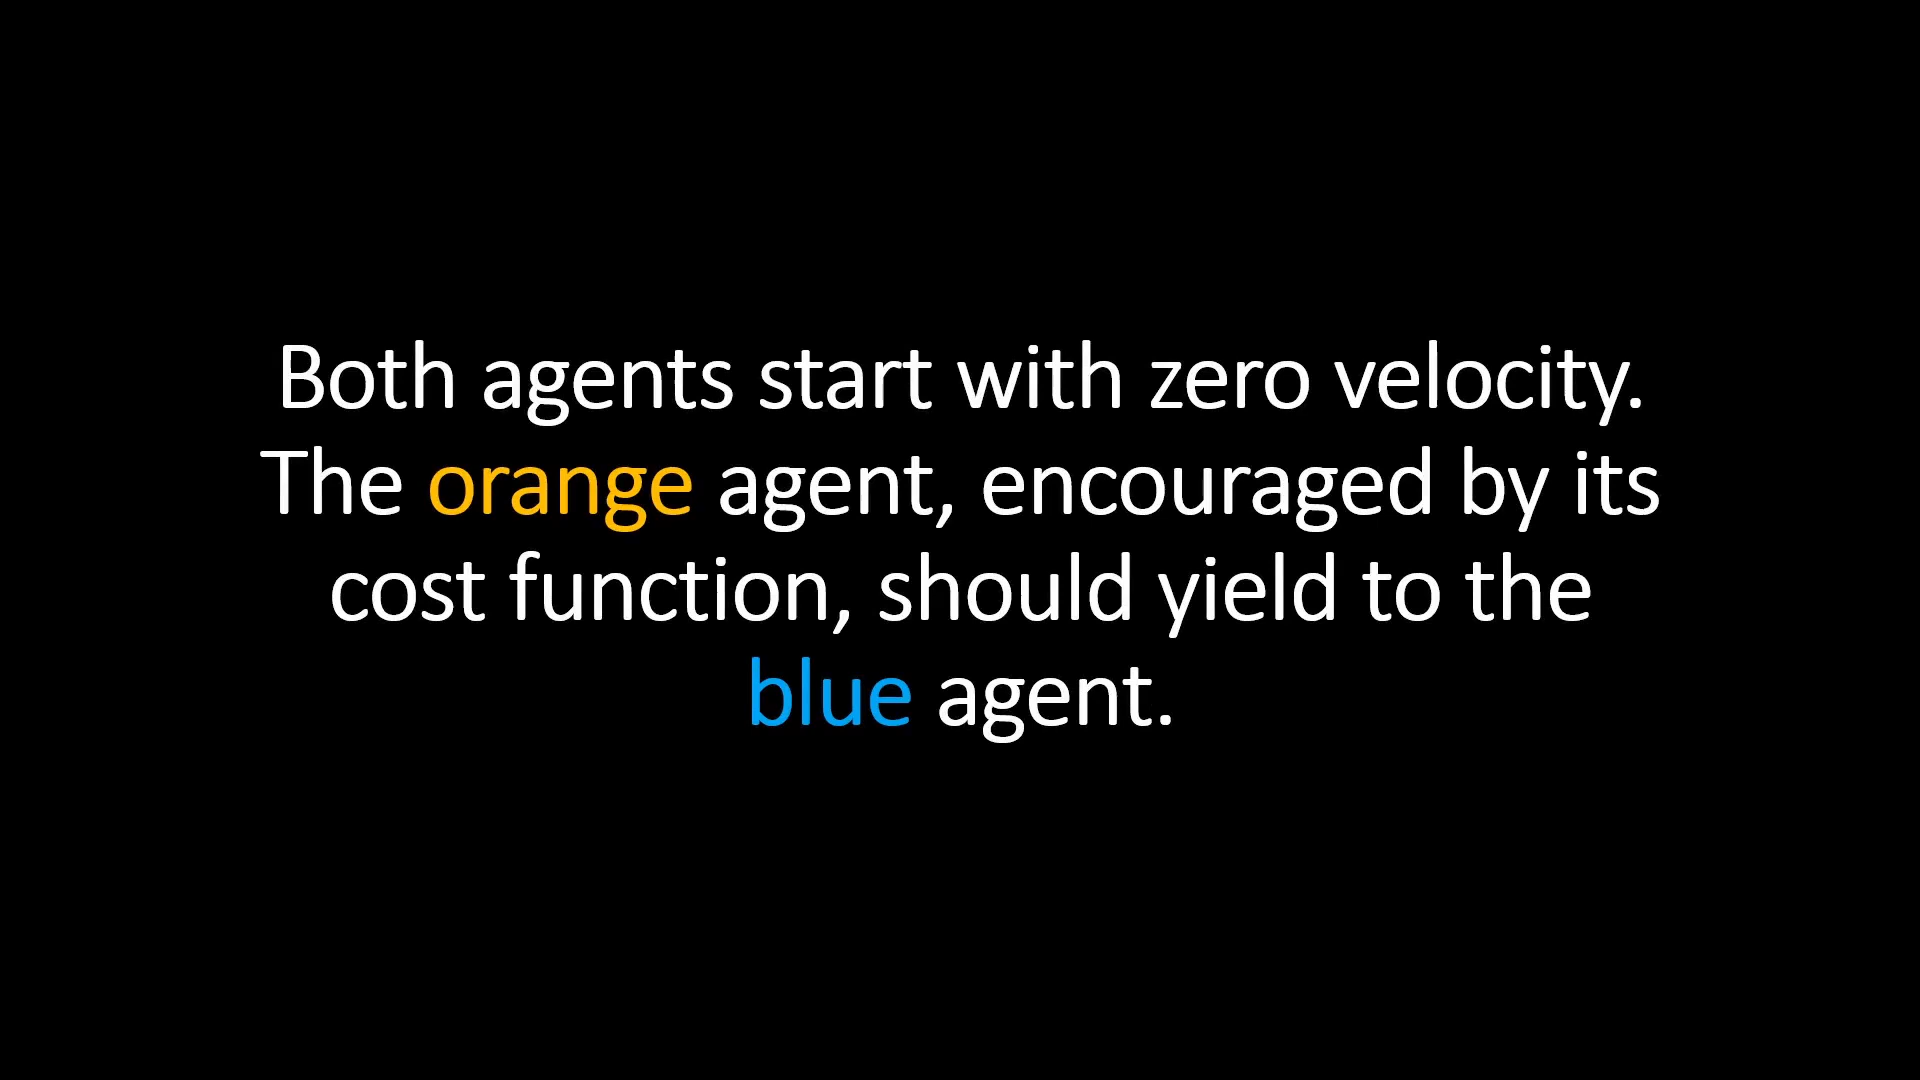 Both agents start with zero velocity.
The orange agent, encouraged by its
cost function, should yield to the
blue agent.